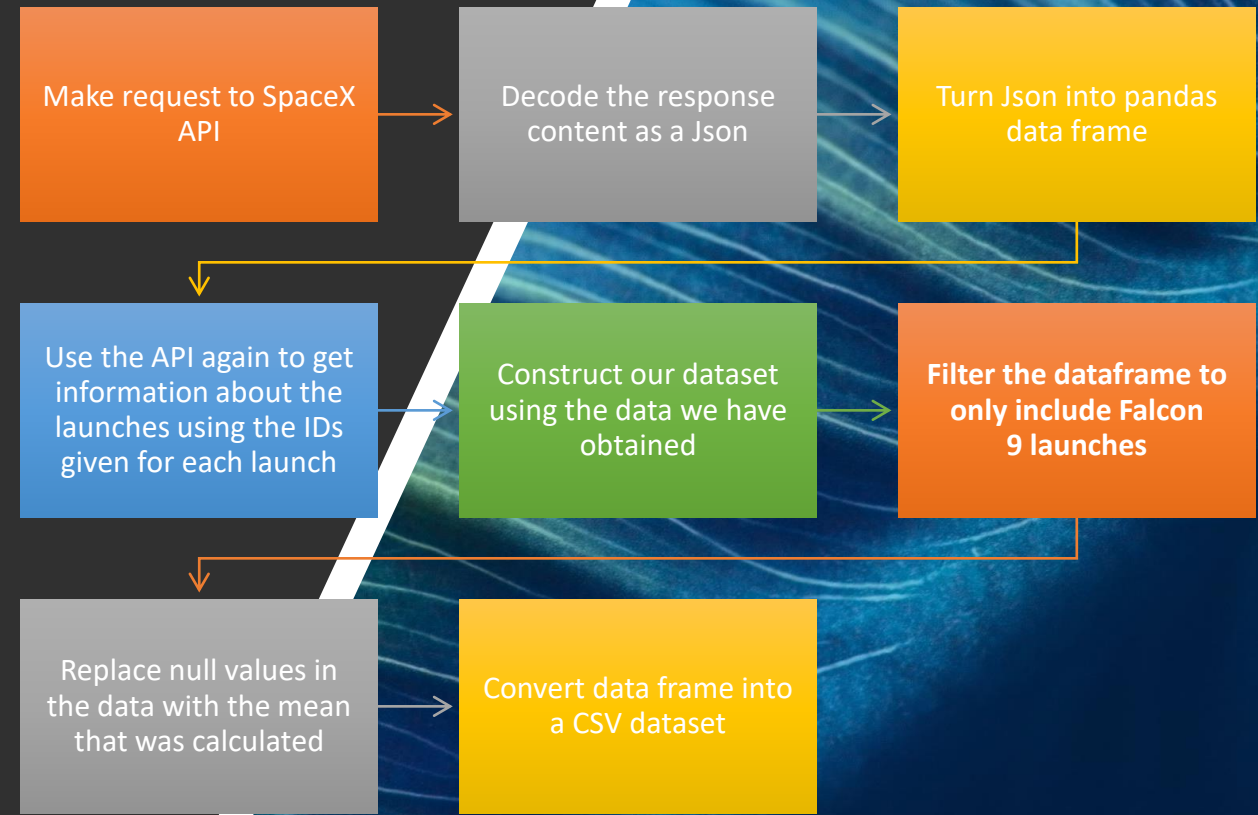 Make request to SpaceX
API
Decode the response
content as a Json
Turn Json into pandas
data frame
Use the API again to get
information about the
launches using the IDs
given for each launch
Construct our dataset
using the data we have
obtained
Filter the dataframe to
only include Falcon
9 launches
Replace null values in
the data with the mean
that was calculated
Convert data frame into
a CSV dataset